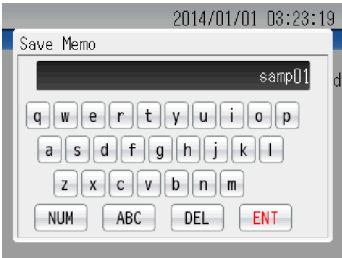 2014/01/01 03:23:19
Save Memo
samp01
d
q w e r t y u i o p
a s d f g h j k l
z x c v b n m
NUM ABC DEL ENT